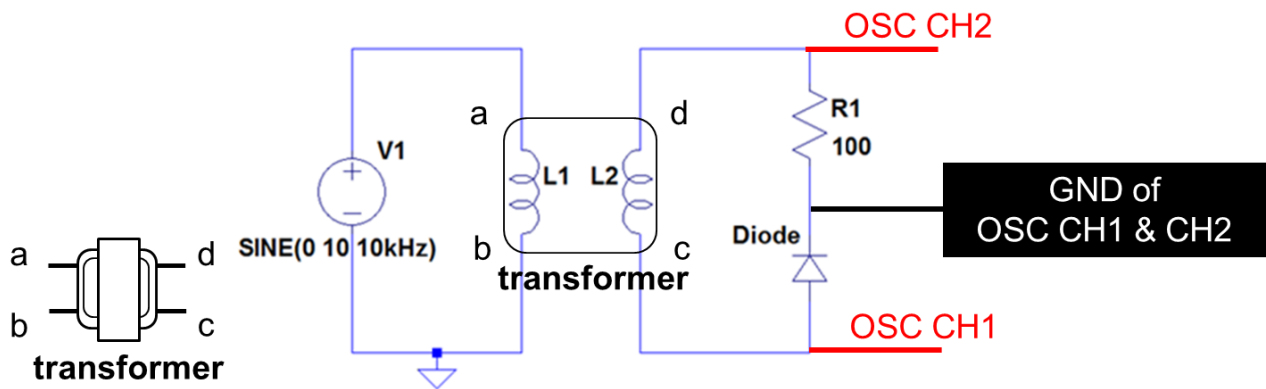 OSC CH2
a
d
R1
100
V1
L1
L2
GND of
OSC CH1 & CH2
Diode
SINE(0 10 10kHz)
b
c
transformer
a
d
b
c
transformer
OSC CH1